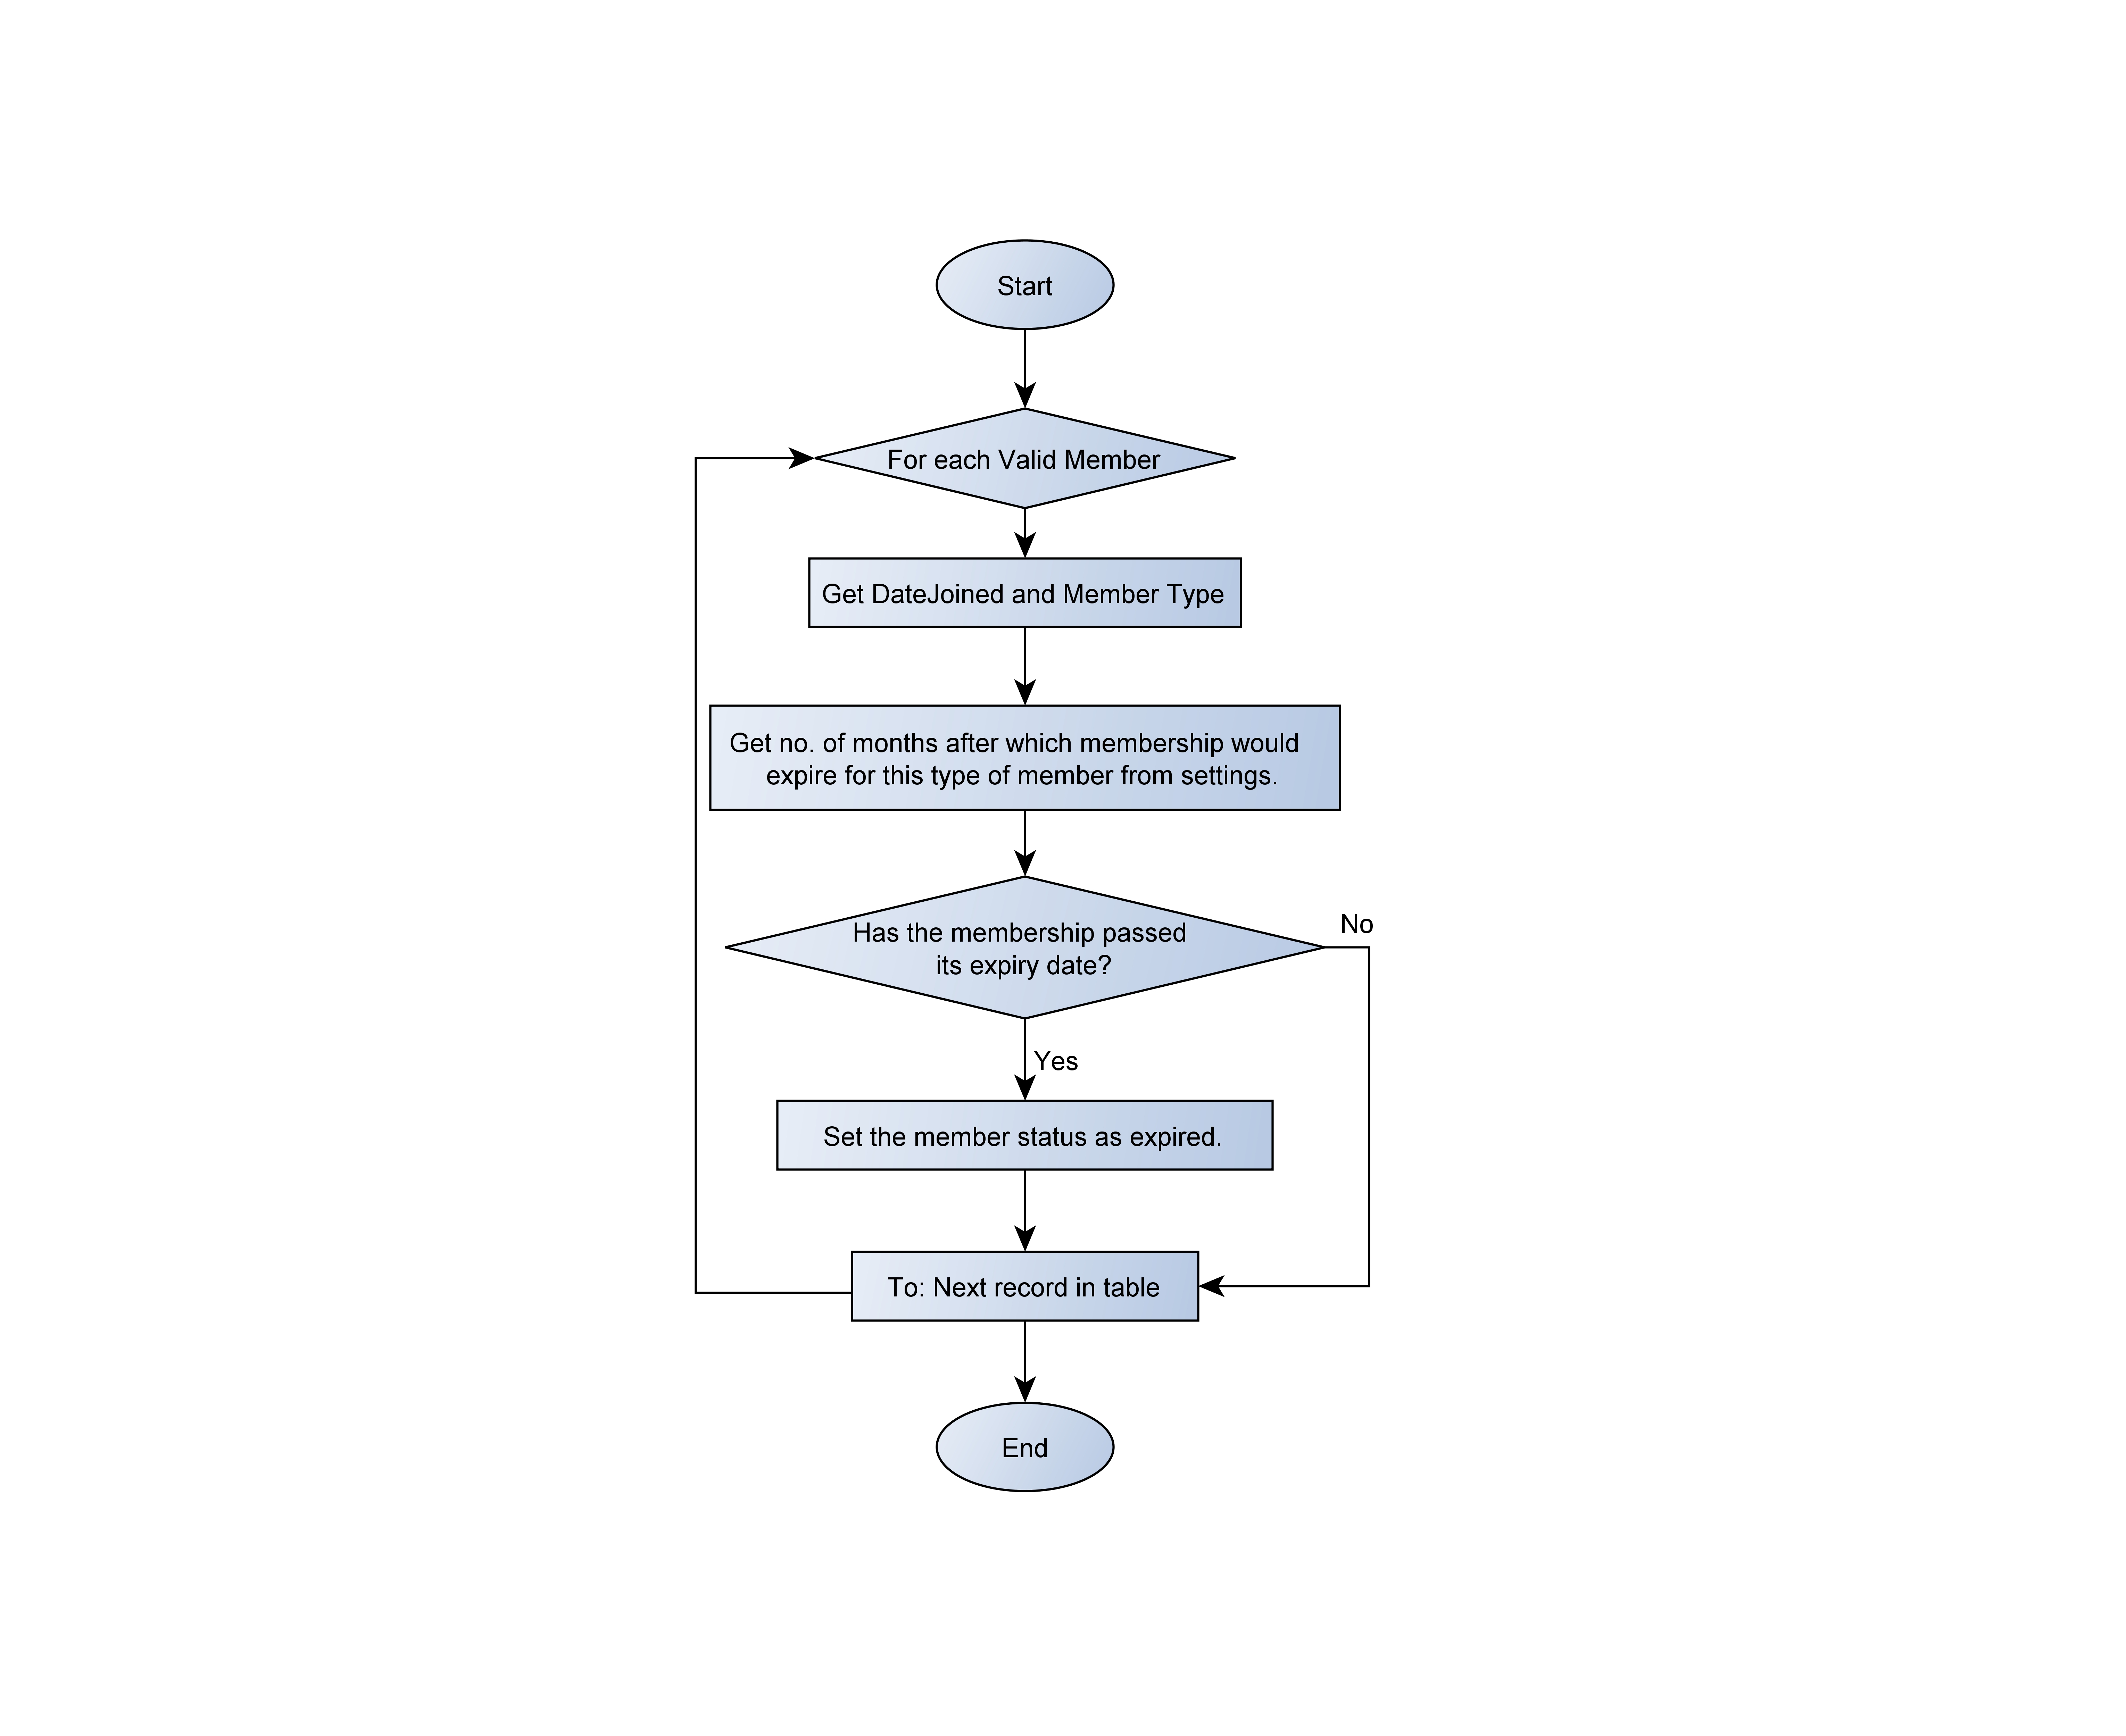 Start
For each Valid Member
Get DateJoined and Member Type
Get no. of months after which membership would
expire for this type of member from settings.
Has the membership passed
its expiry date?
No
Yes
Set the member status as expired.
To: Next record in table
End